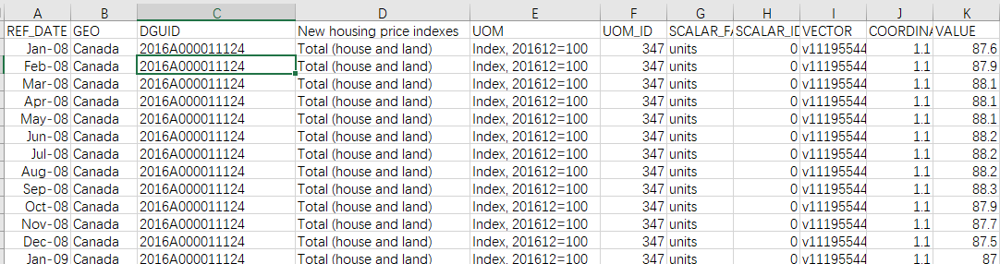 A B C D E F G H I J K
REF_DATE GEO DGUID New housing price indexes UOM UOM_ID SCALAR_FA SCALAR_ID VECTOR COORDINA VALUE
Jan-08 Canada 2016A000011124 Total (house and land) Index, 201612=100 347 units 0 v11195544 1.1 87.6
Feb-08 Canada 2016A000011124 Total (house and land) Index, 201612=100 347 units 0 v11195544 1.1 87.9
Mar-08 Canada 2016A000011124 Total (house and land) Index, 201612=100 347 units 0 v11195544 1.1 88.1
Apr-08 Canada 2016A000011124 Total (house and land) Index, 201612=100 347 units 0 v11195544 1.1 88.1
May-08 Canada 2016A000011124 Total (house and land) Index, 201612=100 347 units 0 v11195544 1.1 88.1
Jun-08 Canada 2016A000011124 Total (house and land) Index, 201612=100 347 units 0 v11195544 1.1 88.2
Jul-08 Canada 2016A000011124 Total (house and land) Index, 201612=100 347 units 0 v11195544 1.1 88.2
Aug-08 Canada 2016A000011124 Total (house and land) Index, 201612=100 347 units 0 v11195544 1.1 88.2
Sep-08 Canada 2016A000011124 Total (house and land) Index, 201612=100 347 units 0 v11195544 1.1 88.3
Oct-08 Canada 2016A000011124 Total (house and land) Index, 201612=100 347 units 0 v11195544 1.1 87.9
Nov-08 Canada 2016A000011124 Total (house and land) Index, 201612=100 347 units 0 v11195544 1.1 87.7
Dec-08 Canada 2016A000011124 Total (house and land) Index, 201612=100 347 units 0 v11195544 1.1 87.5
Jan-09 Canada 2016A000011124 Total (house and land) Index, 201612=100 347 units 0 v11195544 1.1 87